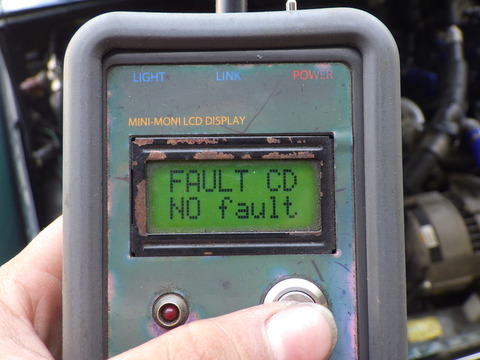 LIGHT LINK POWER
MINI-MONI LCD DISPLAY
FAULT CD
NO fault